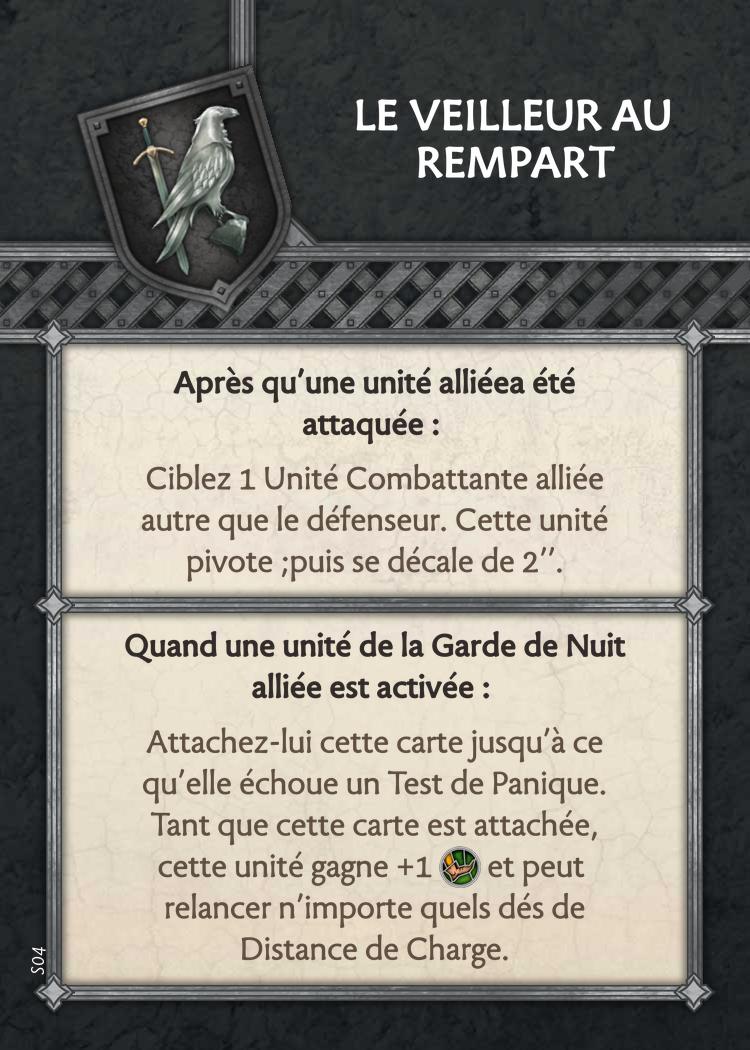 LE VEILLEUR AU
REMPART
Après qu’une unité alliéea été
attaquée :
Ciblez 1 Unité Combattante alliée
autre que le défenseur. Cette unité
pivote ;puis se décale de 2’’.
Quand une unité de la Garde de Nuit
alliée est activée :
Attachez-lui cette carte jusqu’à ce
qu’elle échoue un Test de Panique.
Tant que cette carte est attachée,
cette unité gagne +1 et peut
relancer n’importe quels dés de
Distance de Charge.
S04